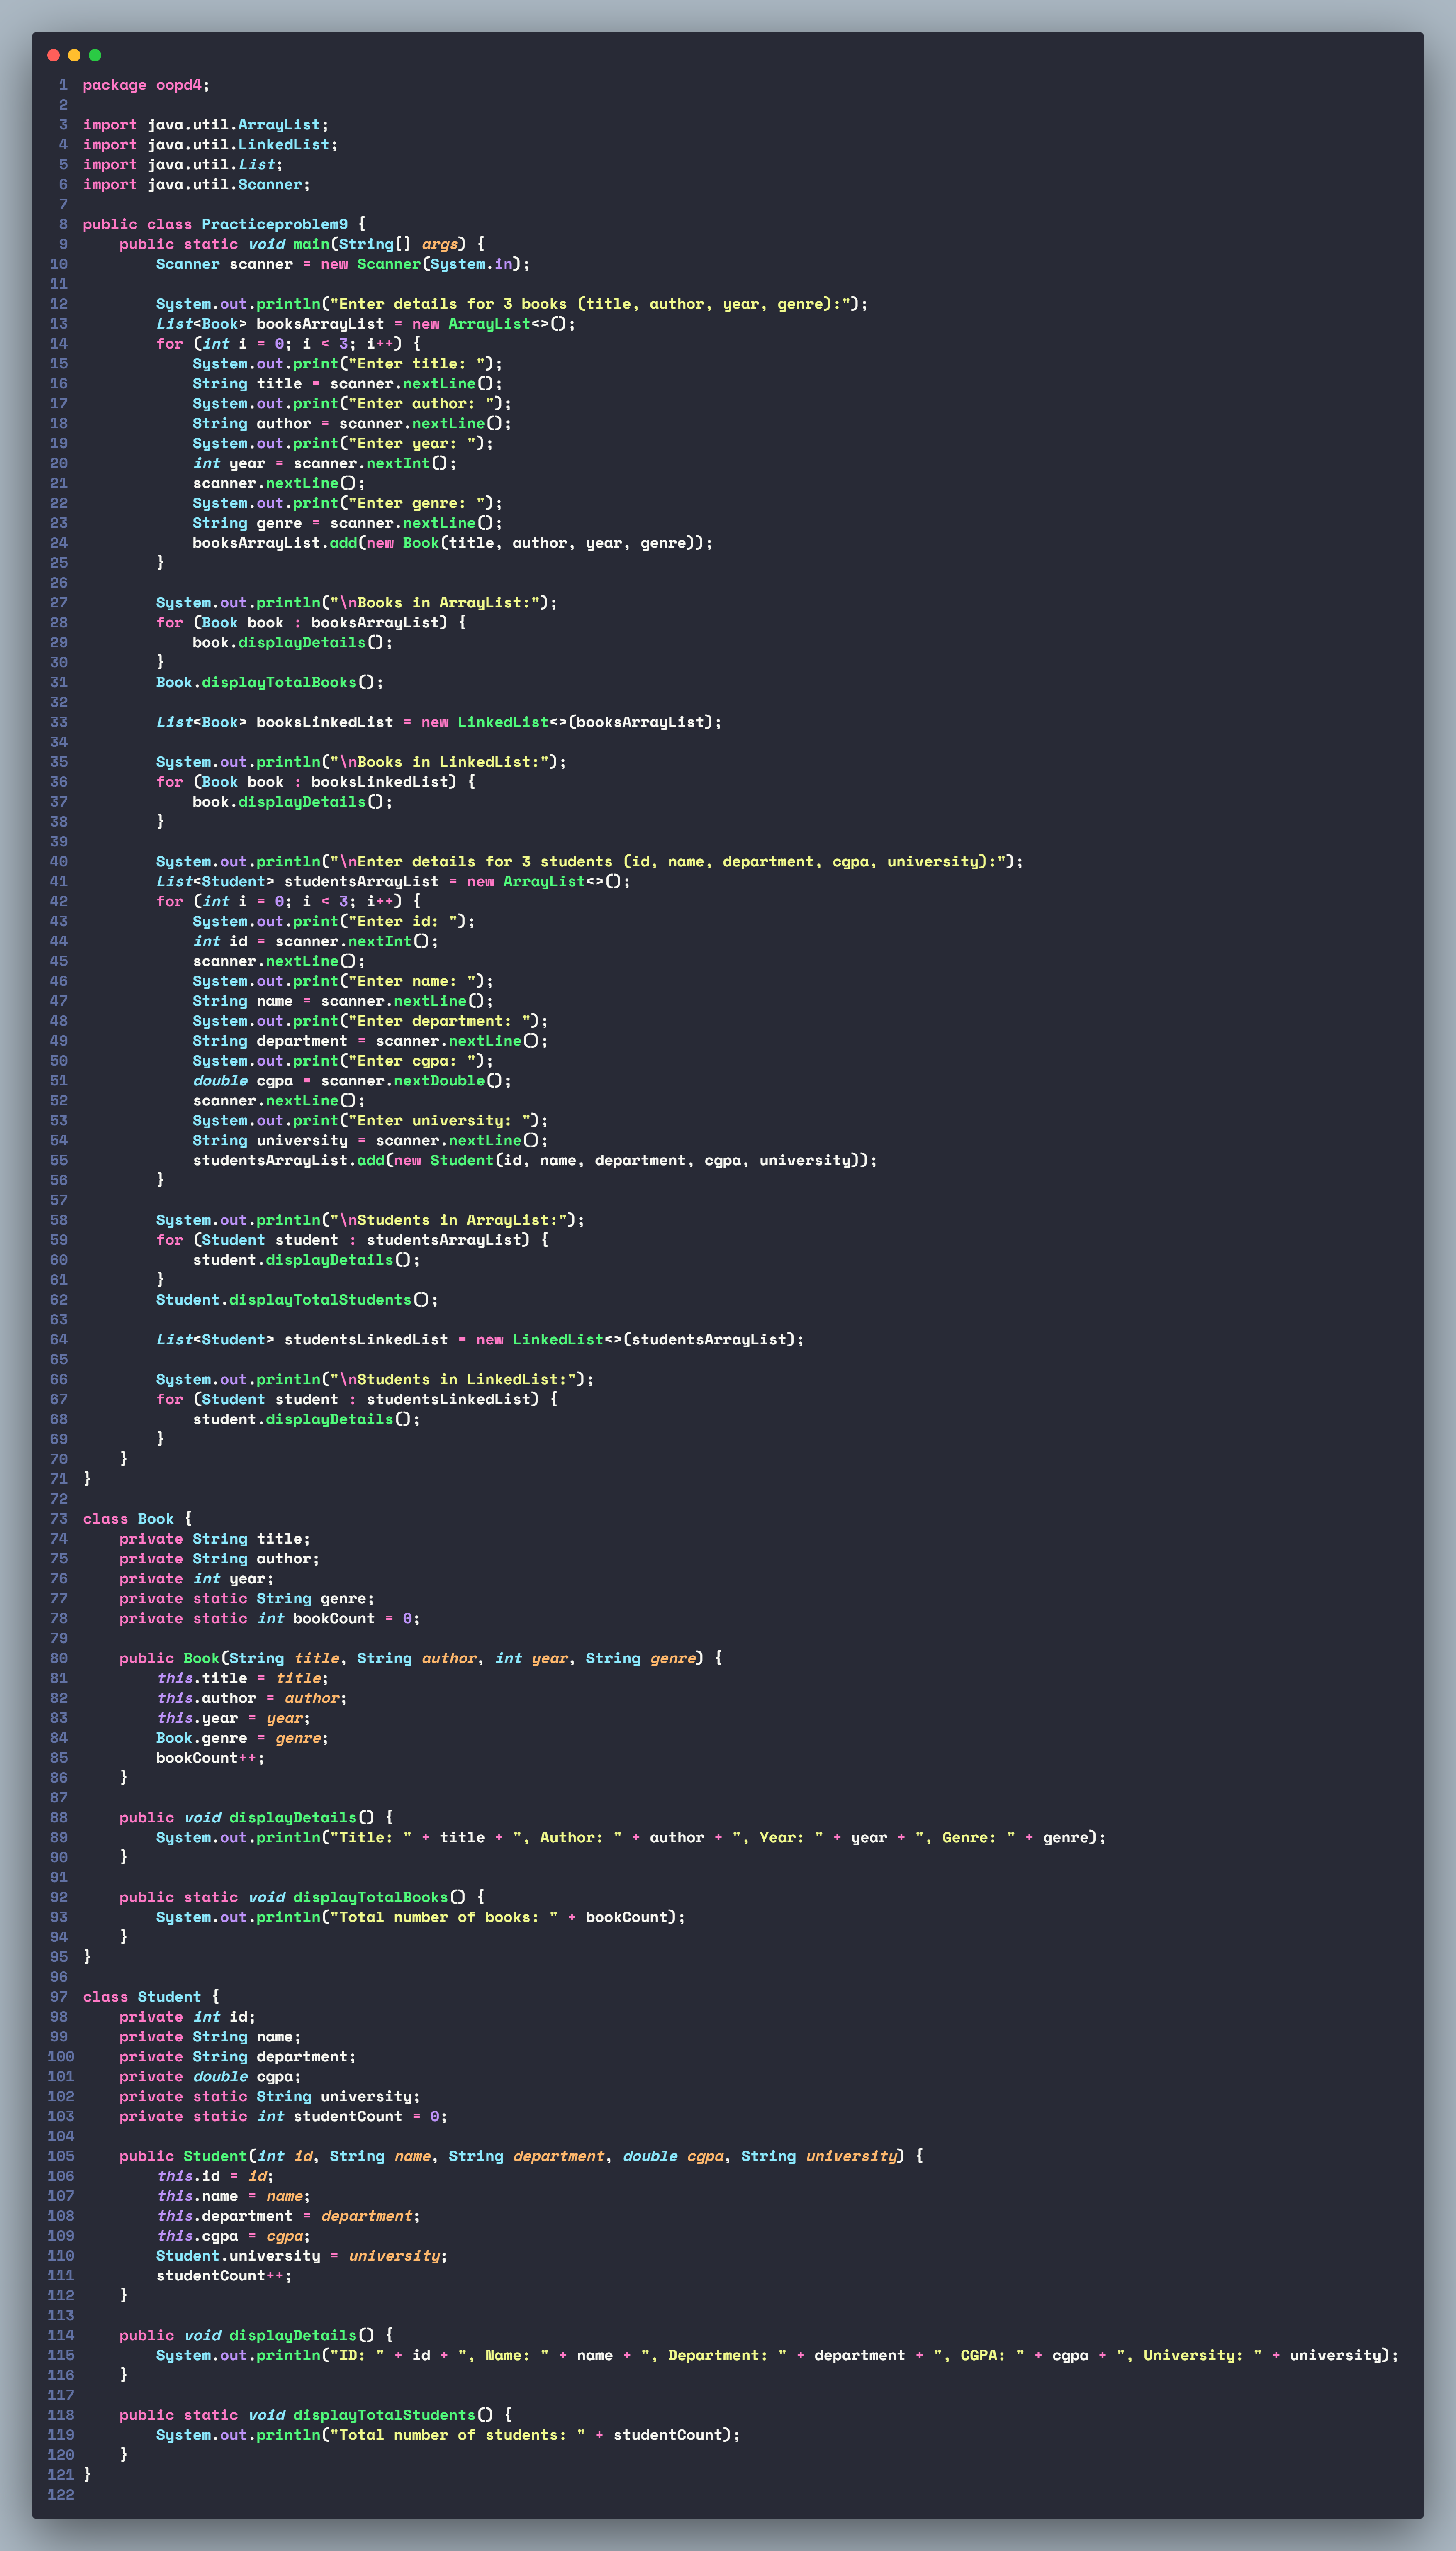 1 package oopd4;
2
3 import java.util.ArrayList;
4 import java.util.LinkedList;
5 import java.util.List;
6 import java.util.Scanner;
7
8 public class Practiceproblem9 {
9     public static void main(String[] args) {
10         Scanner scanner = new Scanner(System.in);
11
12         System.out.println("Enter details for 3 books (title, author, year, genre):");
13         List<Book> booksArrayList = new ArrayList<>();
14         for (int i = 0; i < 3; i++) {
15             System.out.print("Enter title: ");
16             String title = scanner.nextLine();
17             System.out.print("Enter author: ");
18             String author = scanner.nextLine();
19             System.out.print("Enter year: ");
20             int year = scanner.nextInt();
21             scanner.nextLine();
22             System.out.print("Enter genre: ");
23             String genre = scanner.nextLine();
24             booksArrayList.add(new Book(title, author, year, genre));
25         }
26
27         System.out.println("\nBooks in ArrayList:");
28         for (Book book : booksArrayList) {
29             book.displayDetails();
30         }
31         Book.displayTotalBooks();
32
33         List<Book> booksLinkedList = new LinkedList<>(booksArrayList);
34
35         System.out.println("\nBooks in LinkedList:");
36         for (Book book : booksLinkedList) {
37             book.displayDetails();
38         }
39
40         System.out.println("\nEnter details for 3 students (id, name, department, cgpa, university):");
41         List<Student> studentsArrayList = new ArrayList<>();
42         for (int i = 0; i < 3; i++) {
43             System.out.print("Enter id: ");
44             int id = scanner.nextInt();
45             scanner.nextLine();
46             System.out.print("Enter name: ");
47             String name = scanner.nextLine();
48             System.out.print("Enter department: ");
49             String department = scanner.nextLine();
50             System.out.print("Enter cgpa: ");
51             double cgpa = scanner.nextDouble();
52             scanner.nextLine();
53             System.out.print("Enter university: ");
54             String university = scanner.nextLine();
55             studentsArrayList.add(new Student(id, name, department, cgpa, university));
56         }
57
58         System.out.println("\nStudents in ArrayList:");
59         for (Student student : studentsArrayList) {
60             student.displayDetails();
61         }
62         Student.displayTotalStudents();
63
64         List<Student> studentsLinkedList = new LinkedList<>(studentsArrayList);
65
66         System.out.println("\nStudents in LinkedList:");
67         for (Student student : studentsLinkedList) {
68             student.displayDetails();
69         }
70     }
71 }
72
73 class Book {
74     private String title;
75     private String author;
76     private int year;
77     private static String genre;
78     private static int bookCount = 0;
79
80     public Book(String title, String author, int year, String genre) {
81         this.title = title;
82         this.author = author;
83         this.year = year;
84         Book.genre = genre;
85         bookCount++;
86     }
87
88     public void displayDetails() {
89         System.out.println("Title: " + title + ", Author: " + author + ", Year: " + year + ", Genre: " + genre);
90     }
91
92     public static void displayTotalBooks() {
93         System.out.println("Total number of books: " + bookCount);
94     }
95 }
96
97 class Student {
98     private int id;
99     private String name;
100     private String department;
101     private double cgpa;
102     private static String university;
103     private static int studentCount = 0;
104
105     public Student(int id, String name, String department, double cgpa, String university) {
106         this.id = id;
107         this.name = name;
108         this.department = department;
109         this.cgpa = cgpa;
110         Student.university = university;
111         studentCount++;
112     }
113
114     public void displayDetails() {
115         System.out.println("ID: " + id + ", Name: " + name + ", Department: " + department + ", CGPA: " + cgpa + ", University: " + university);
116     }
117
118     public static void displayTotalStudents() {
119         System.out.println("Total number of students: " + studentCount);
120     }
121 }
122